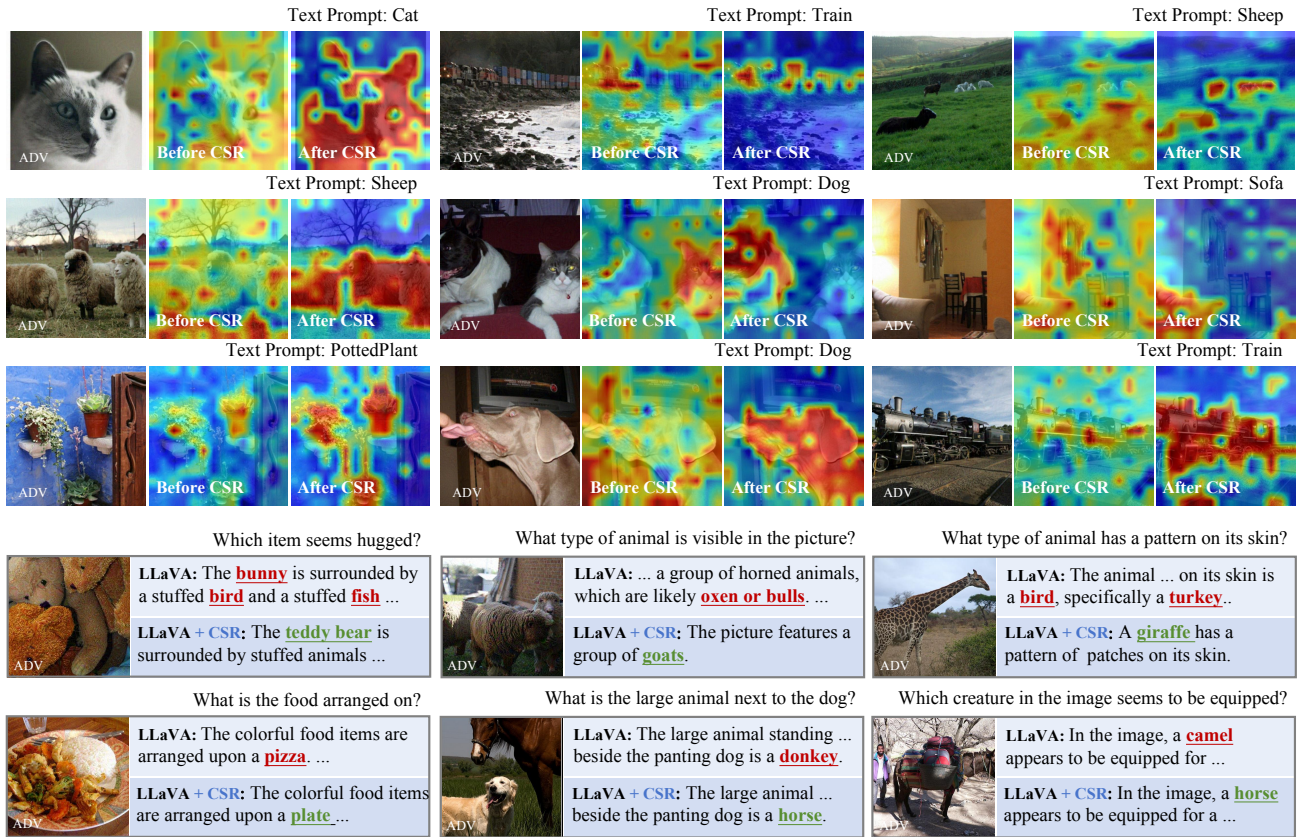 Text Prompt: Cat
Text Prompt: Train
Text Prompt: Sheep
ADV
Before CSR
After CSR
ADV
Before CSR
After CSR
ADV
Before CSR
After CSR
Text Prompt: Sheep
Text Prompt: Dog
Text Prompt: Sofa
ADV
Before CSR
After CSR
ADV
Before CSR
After CSR
ADV
Before CSR
After CSR
Text Prompt: PottedPlant
Text Prompt: Dog
Text Prompt: Train
ADV
Before CSR
After CSR
ADV
Before CSR
After CSR
ADV
Before CSR
After CSR
Which item seems hugged?
LLaVA: The bunny is surrounded by
a stuffed bird and a stuffed fish ...
LLaVA + CSR: The teddy bear is
surrounded by stuffed animals ...
ADV
What type of animal is visible in the picture?
LLaVA: ... a group of horned animals,
which are likely oxen or bulls. ...
LLaVA + CSR: The picture features a
group of goats.
ADV
What type of animal has a pattern on its skin?
LLaVA: The animal ... on its skin is
a bird, specifically a turkey..
LLaVA + CSR: A giraffe has a
pattern of patches on its skin.
ADV
What is the food arranged on?
LLaVA: The colorful food items are
arranged upon a pizza. ...
LLaVA + CSR: The colorful food items
are arranged upon a plate ...
ADV
What is the large animal next to the dog?
LLaVA: The large animal standing ...
beside the panting dog is a donkey.
LLaVA + CSR: The large animal ...
beside the panting dog is a horse.
ADV
Which creature in the image seems to be equipped?
LLaVA: In the image, a camel
appears to be equipped for ...
LLaVA + CSR: In the image, a horse
appears to be equipped for a ...
ADV